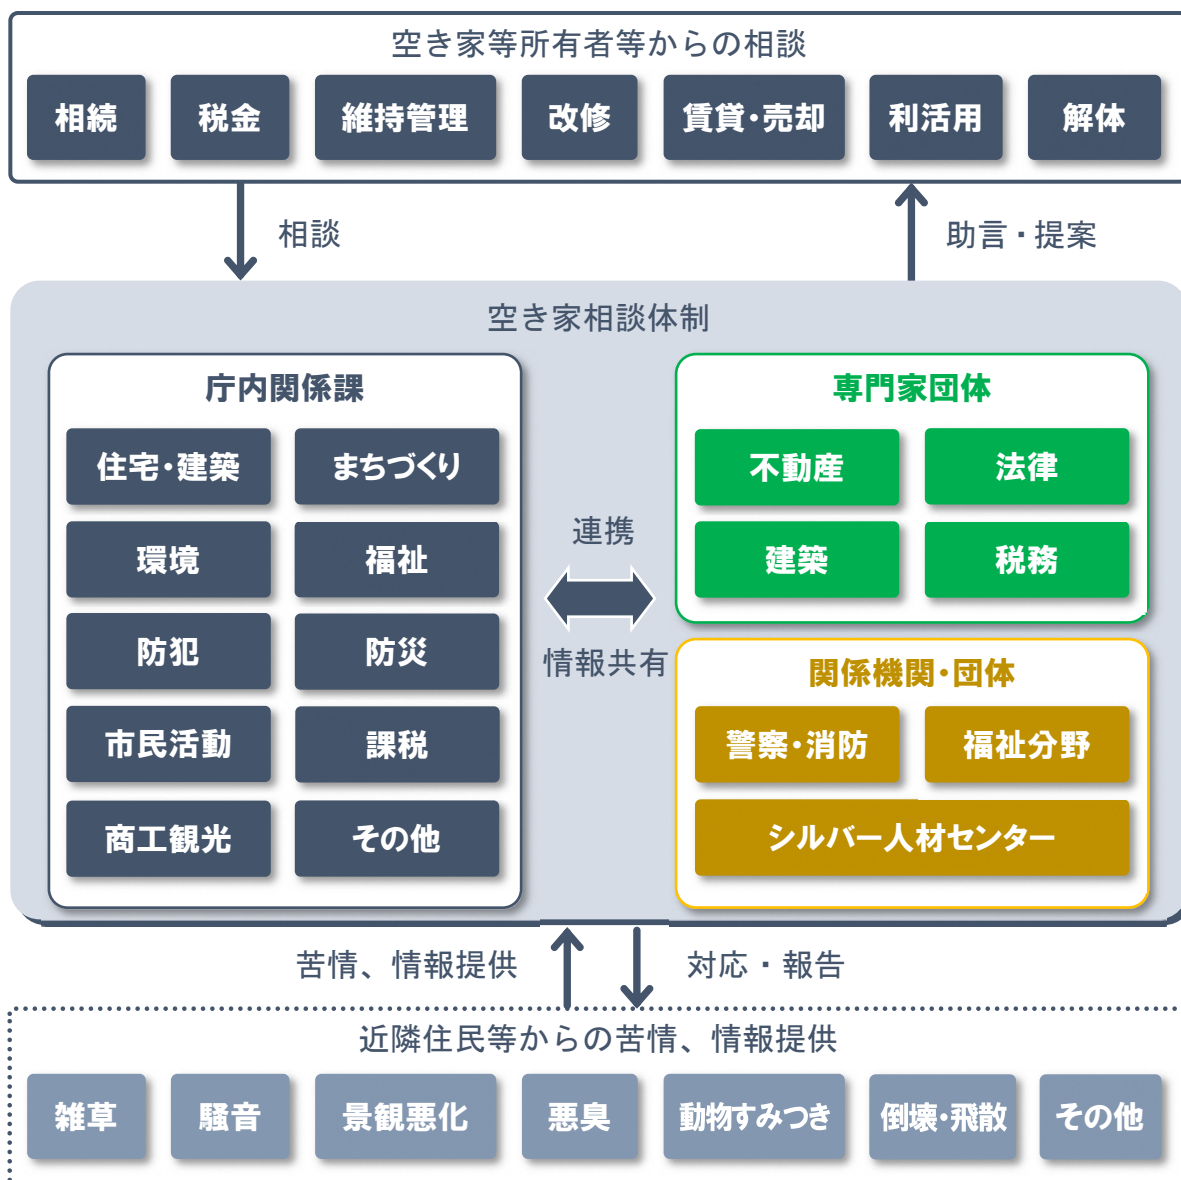 空き家等所有者等からの相談
相続 税金 維持管理 改修 賃貸・売却 利活用 解体
相談 助言・提案
空き家相談体制
庁内関係課
住宅・建築 まちづくり
環境 福祉
防犯 防災
市民活動 課税
商工観光 その他
連携
情報共有
専門家団体
不動産 法律
建築 税務
関係機関・団体
警察・消防 福祉分野
シルバー人材センター
苦情、情報提供 対応・報告
近隣住民等からの苦情、情報提供
雑草 騒音 景観悪化 悪臭 動物すみつき 倒壊・飛散 その他